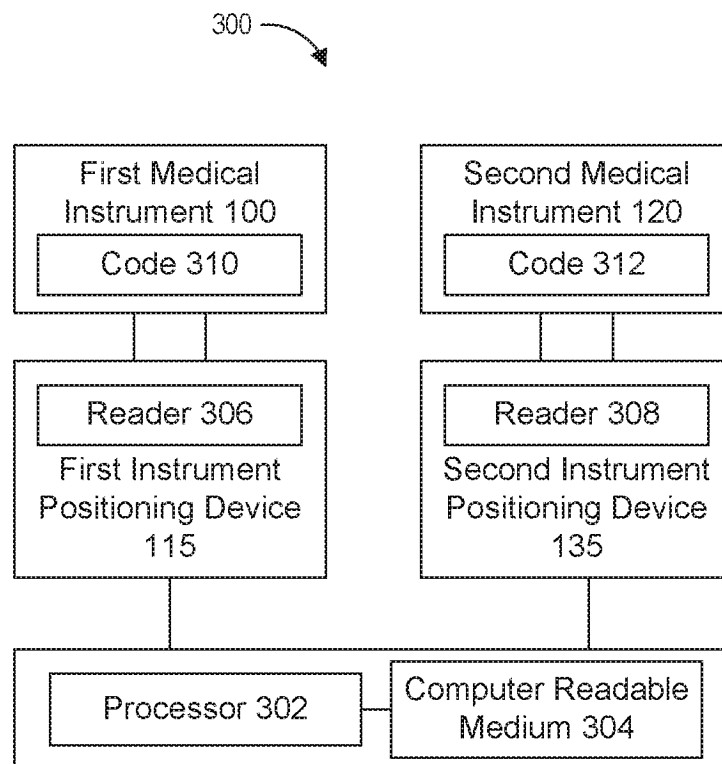 300
First Medical
Instrument 100
Code 310
Second Medical
Instrument 120
Code 312
Reader 306
First Instrument
Positioning Device
115
Reader 308
Second Instrument
Positioning Device
135
Processor 302
Computer Readable
Medium 304